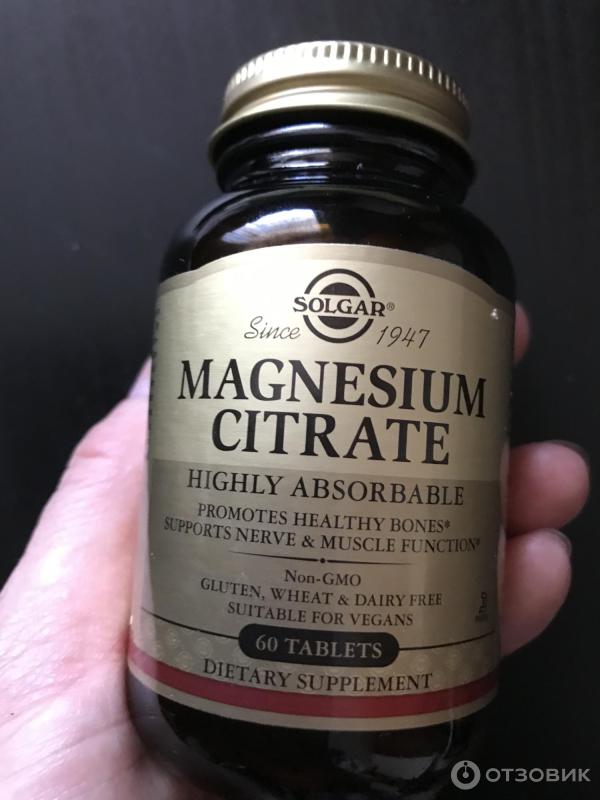 SOLGAR®
Since 1947
MAGNESIUM
CITRATE
HIGHLY ABSORBABLE
PROMOTES HEALTHY BONES*
SUPPORTS NERVE & MUSCLE FUNCTION*
Non-GMO
GLUTEN, WHEAT & DAIRY FREE
SUITABLE FOR VEGANS
60 TABLETS
DIETARY SUPPLEMENT
ОТЗОВИК